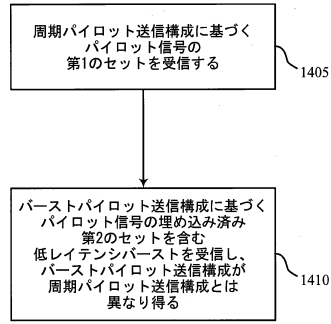 周期パイロット送信構成に基づく
パイロット信号の
第1のセットを受信する
1405
バーストパイロット送信構成に基づく
パイロット信号の埋め込み済み
第2のセットを含む
低レイテンシバーストを受信し、
バーストパイロット送信構成が
周期パイロット送信構成とは
異なり得る
1410